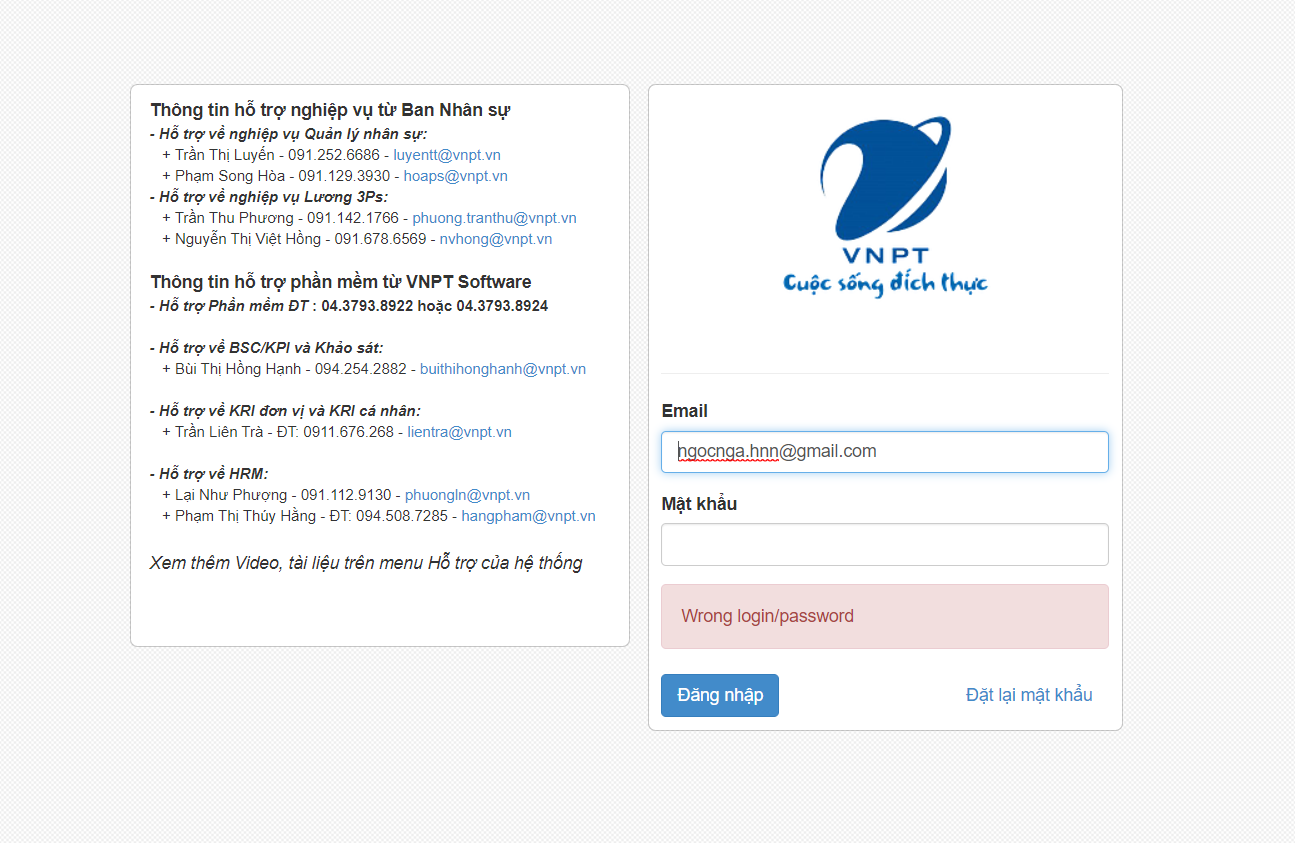 Thông tin hỗ trợ nghiệp vụ từ Ban Nhân sự
- Hỗ trợ về nghiệp vụ Quản lý nhân sự:
+ Trần Thị Luyến - 091.252.6686 - luyentt@vnpt.vn
+ Phạm Song Hòa - 091.129.3930 - hoaps@vnpt.vn
- Hỗ trợ về nghiệp vụ Lương 3Ps:
+ Trần Thu Phương - 091.142.1766 - phuong.tranthu@vnpt.vn
+ Nguyễn Thị Việt Hồng - 091.678.6569 - nvhong@vnpt.vn
Thông tin hỗ trợ phần mềm từ VNPT Software
- Hỗ trợ Phần mềm ĐT : 04.3793.8922 hoặc 04.3793.8924
- Hỗ trợ về BSC/KPI và Khảo sát:
+ Bùi Thị Hồng Hạnh - 094.254.2882 - buithihonghanh@vnpt.vn
- Hỗ trợ về KRI đơn vị và KRI cá nhân:
+ Trần Liên Trà - ĐT: 0911.676.268 - lientra@vnpt.vn
- Hỗ trợ về HRM:
+ Lại Như Phượng - 091.112.9130 - phuongln@vnpt.vn
+ Phạm Thị Thúy Hằng - ĐT: 094.508.7285 - hangpham@vnpt.vn
Xem thêm Video, tài liệu trên menu Hỗ trợ của hệ thống
VNPT
Cuộc sống đích thực
Email
ngocnga.hnn@gmail.com
Mật khẩu
Wrong login/password
Đăng nhập
Đặt lại mật khẩu